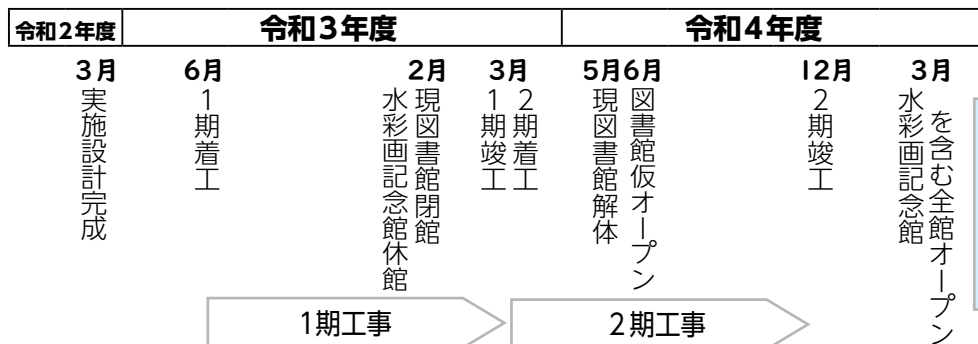 令和２年度
令和３年度
令和４年度
３月
6月
2月
3月
5月
6月
12月
3月
実施設計完成
１期着工
現図書館閉館
水彩画記念館休館
２期着工
１期竣工
図書館仮オープン
現図書館解体
２期竣工
水彩画記念館
を含む全館オープン
1期工事
２期工事